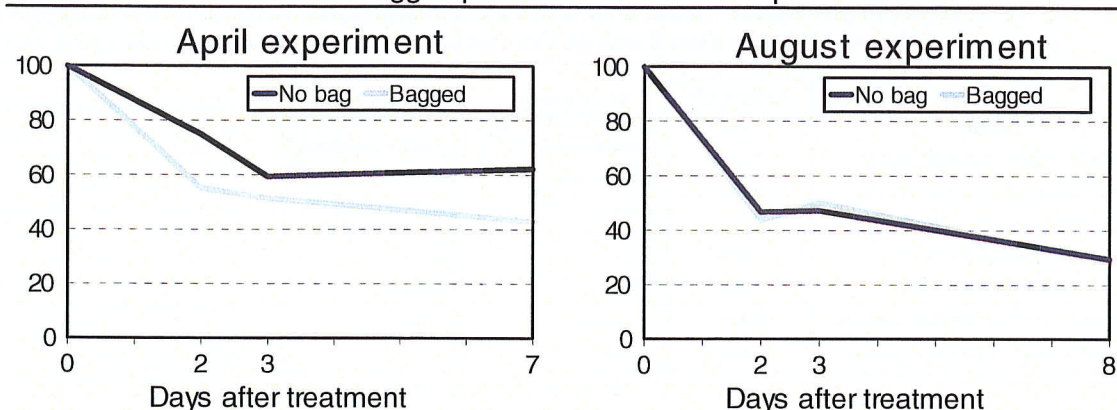 April experiment
100
80
60
40
20
0
No bag Bagged
0 2 3 7
Days after treatment
August experiment
100
80
60
40
20
0
No bag Bagged
0 2 3 8
Days after treatment